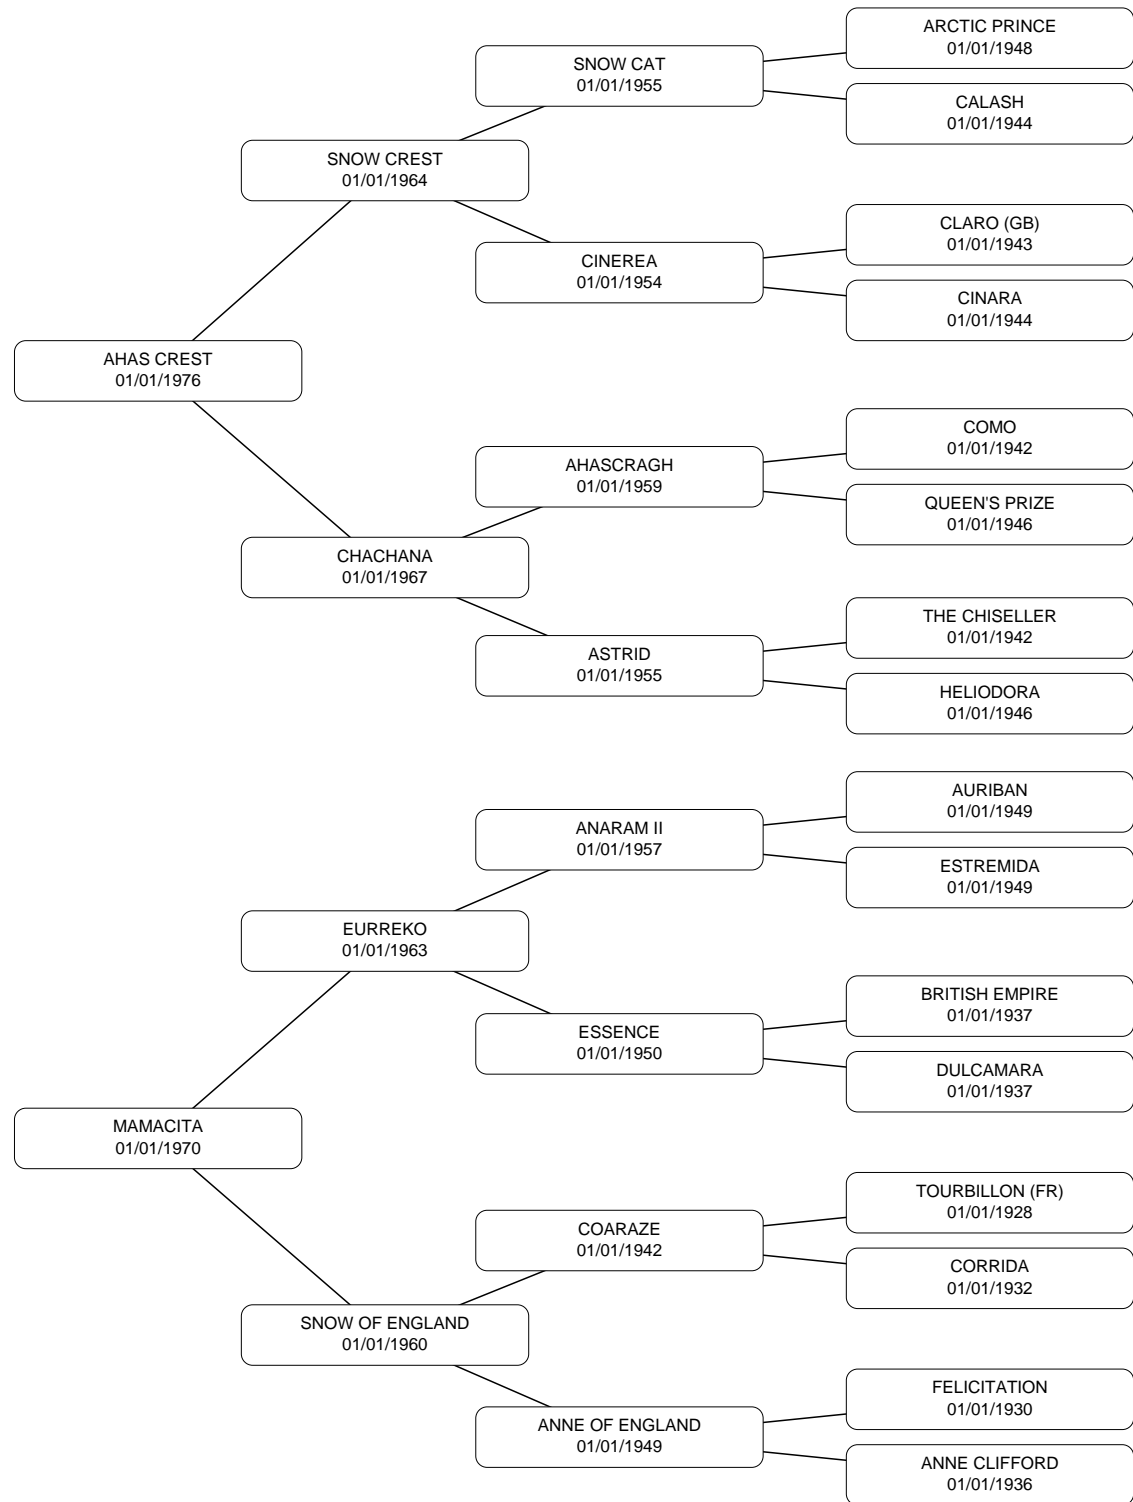 ARCTIC PRINCE
01/01/1948
SNOW CAT
01/01/1955
CALASH
01/01/1944
SNOW CREST
01/01/1964
CLARO (GB)
01/01/1943
CINEREA
01/01/1954
CINARA
01/01/1944
AHAS CREST
01/01/1976
COMO
01/01/1942
AHASCRAGH
01/01/1959
QUEEN'S PRIZE
01/01/1946
CHACHANA
01/01/1967
THE CHISELLER
01/01/1942
ASTRID
01/01/1955
HELIODORA
01/01/1946
AURIBAN
01/01/1949
ANARAM II
01/01/1957
ESTREMIDA
01/01/1949
EURREKO
01/01/1963
BRITISH EMPIRE
01/01/1937
ESSENCE
01/01/1950
DULCAMARA
01/01/1937
MAMACITA
01/01/1970
TOURBILLON (FR)
01/01/1928
COARAZE
01/01/1942
CORRIDA
01/01/1932
SNOW OF ENGLAND
01/01/1960
FELICITATION
01/01/1930
ANNE OF ENGLAND
01/01/1949
ANNE CLIFFORD
01/01/1936